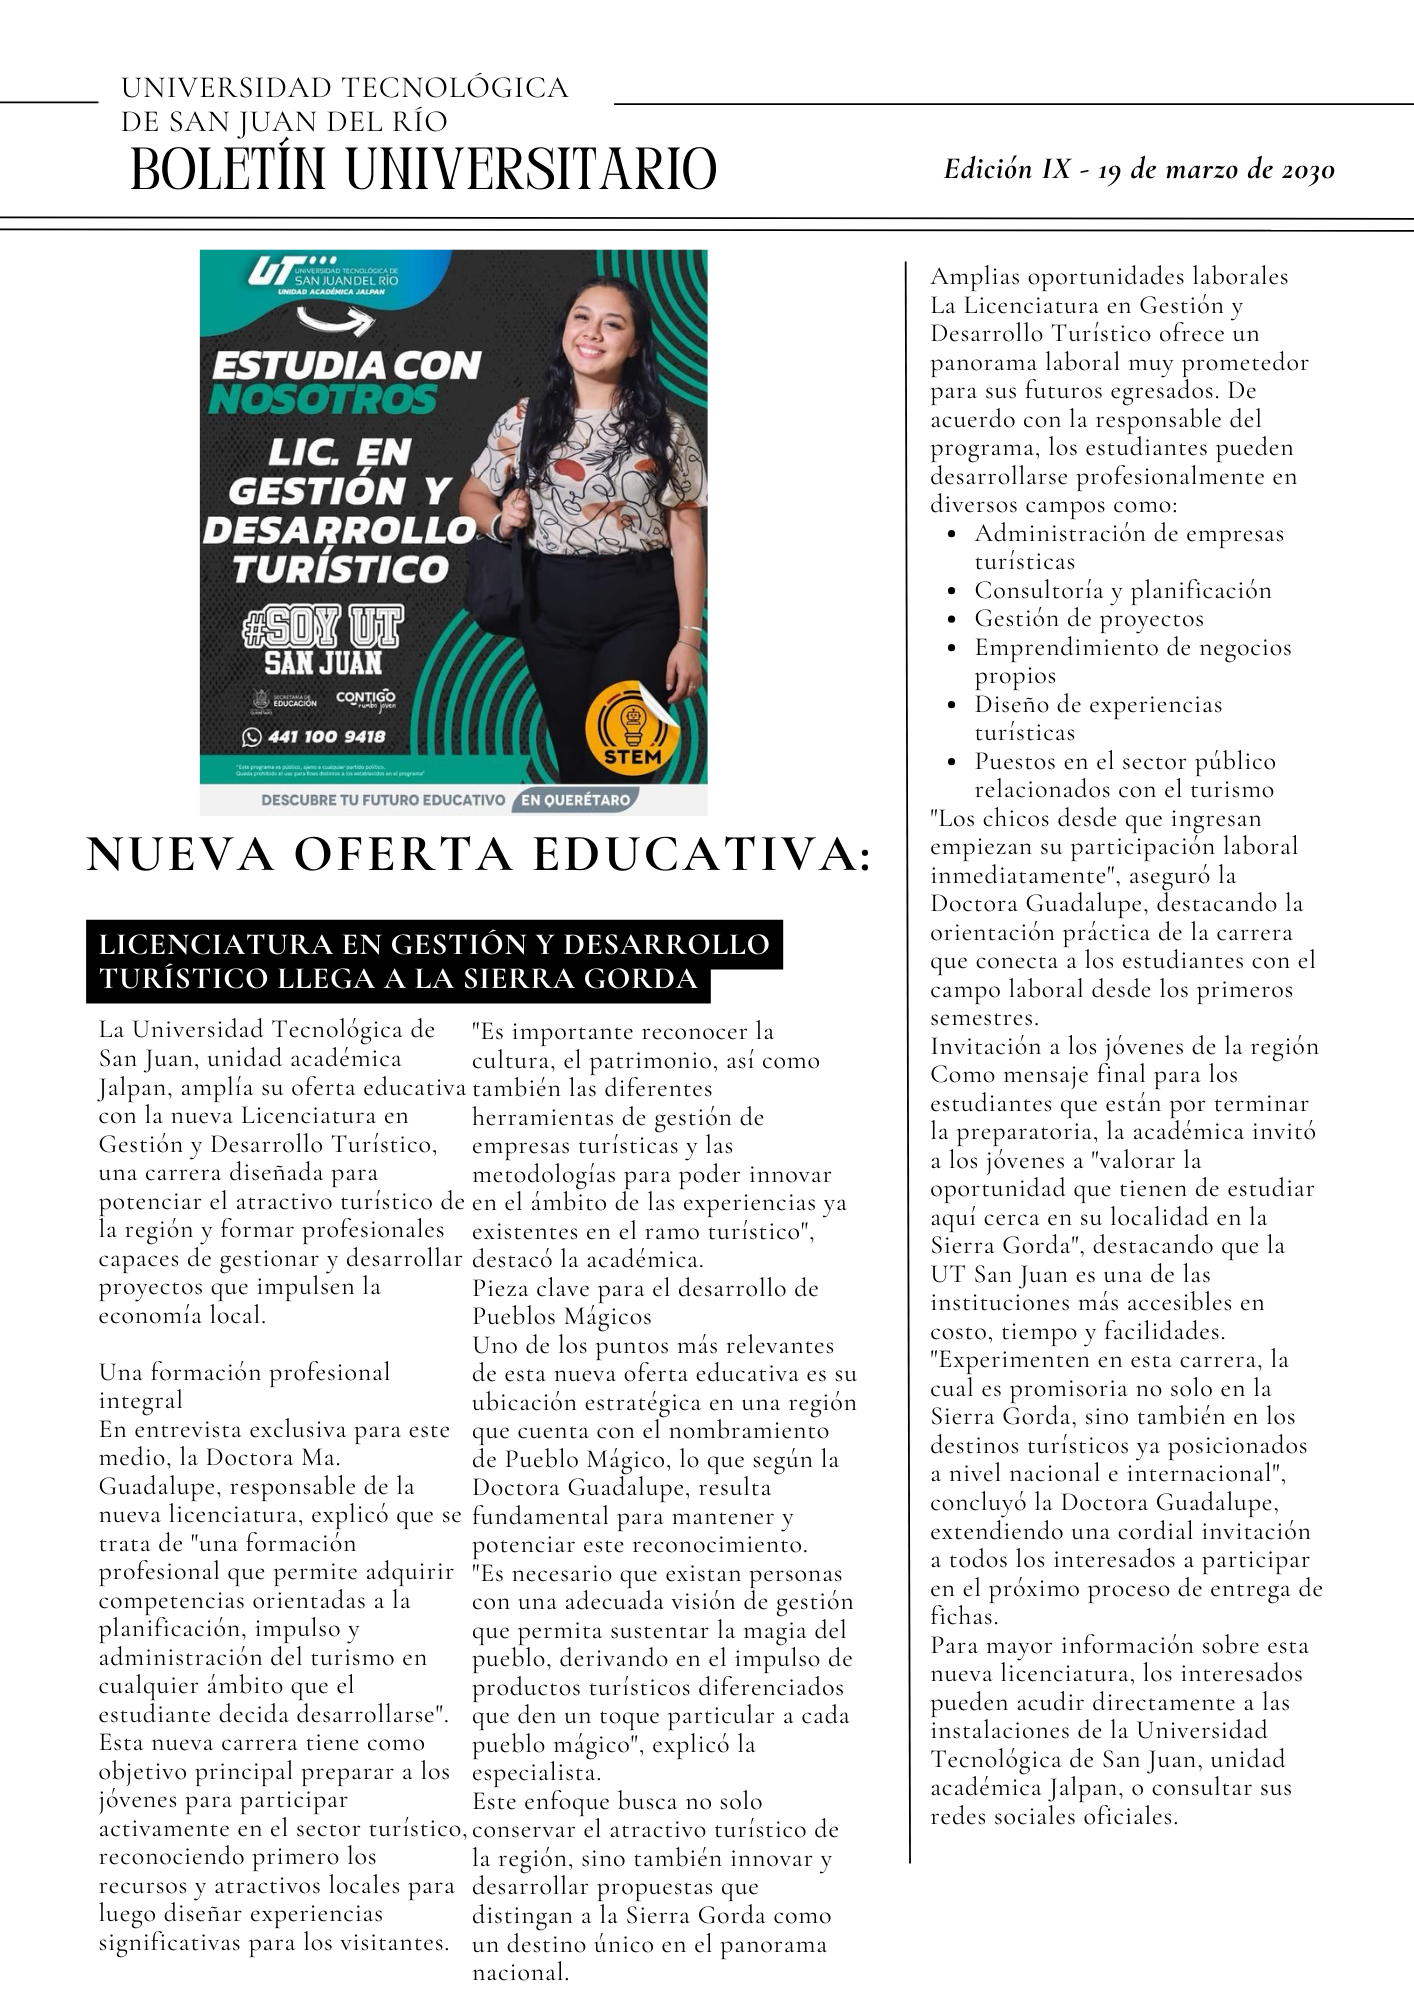 UNIVERSIDAD TECNOLÓGICA
DE SAN JUAN DEL RÍO
BOLETÍN UNIVERSITARIO
Edición IX - 19 de marzo de 2030
UT
UNIVERSIDAD TECNOLÓGICA DE
SAN JUAN DEL RÍO
UNIDAD ACADÉMICA JALPAN
ESTUDIA CON
NOSOTROS
LIC. EN
GESTIÓN Y
DESARROLLO
TURÍSTICO
#SOY UT
SAN JUAN
SECRETARÍA DE
EDUCACIÓN
CONTIGO
rumbo joven
441 100 9418
STEM
"Este programa es público, ajeno a cualquier partido político.
Queda prohibido el uso para fines distintos a los establecidos en el programa"
DESCUBRE TU FUTURO EDUCATIVO EN QUERÉTARO
NUEVA OFERTA EDUCATIVA:
LICENCIATURA EN GESTIÓN Y DESARROLLO
TURÍSTICO LLEGA A LA SIERRA GORDA
La Universidad Tecnológica de
San Juan, unidad académica
Jalpan, amplía su oferta educativa
con la nueva Licenciatura en
Gestión y Desarrollo Turístico,
una carrera diseñada para
potenciar el atractivo turístico de
la región y formar profesionales
capaces de gestionar y desarrollar
proyectos que impulsen la
economía local.
Una formación profesional
integral
En entrevista exclusiva para este
medio, la Doctora Ma.
Guadalupe, responsable de la
nueva licenciatura, explicó que se
trata de "una formación
profesional que permite adquirir
competencias orientadas a la
planificación, impulso y
administración del turismo en
cualquier ámbito que el
estudiante decida desarrollarse".
Esta nueva carrera tiene como
objetivo principal preparar a los
jóvenes para participar
activamente en el sector turístico,
reconociendo primero los
recursos y atractivos locales para
luego diseñar experiencias
significativas para los visitantes.
"Es importante reconocer la
cultura, el patrimonio, así como
también las diferentes
herramientas de gestión de
empresas turísticas y las
metodologías para poder innovar
en el ámbito de las experiencias ya
existentes en el ramo turístico",
destacó la académica.
Pieza clave para el desarrollo de
Pueblos Mágicos
Uno de los puntos más relevantes
de esta nueva oferta educativa es su
ubicación estratégica en una región
que cuenta con el nombramiento
de Pueblo Mágico, lo que según la
Doctora Guadalupe, resulta
fundamental para mantener y
potenciar este reconocimiento.
"Es necesario que existan personas
con una adecuada visión de gestión
que permita sustentar la magia del
pueblo, derivando en el impulso de
productos turísticos diferenciados
que den un toque particular a cada
pueblo mágico", explicó la
especialista.
Este enfoque busca no solo
conservar el atractivo turístico de
la región, sino también innovar y
desarrollar propuestas que
distingan a la Sierra Gorda como
un destino único en el panorama
nacional.
Amplias oportunidades laborales
La Licenciatura en Gestión y
Desarrollo Turístico ofrece un
panorama laboral muy prometedor
para sus futuros egresados. De
acuerdo con la responsable del
programa, los estudiantes pueden
desarrollarse profesionalmente en
diversos campos como:
• Administración de empresas
turísticas
• Consultoría y planificación
• Gestión de proyectos
• Emprendimiento de negocios
propios
• Diseño de experiencias
turísticas
• Puestos en el sector público
relacionados con el turismo
"Los chicos desde que ingresan
empiezan su participación laboral
inmediatamente", aseguró la
Doctora Guadalupe, destacando la
orientación práctica de la carrera
que conecta a los estudiantes con el
campo laboral desde los primeros
semestres.
Invitación a los jóvenes de la región
Como mensaje final para los
estudiantes que están por terminar
la preparatoria, la académica invitó
a los jóvenes a "valorar la
oportunidad que tienen de estudiar
aquí cerca en su localidad en la
Sierra Gorda", destacando que la
UT San Juan es una de las
instituciones más accesibles en
costo, tiempo y facilidades.
"Experimenten en esta carrera, la
cual es promisoria no solo en la
Sierra Gorda, sino también en los
destinos turísticos ya posicionados
a nivel nacional e internacional",
concluyó la Doctora Guadalupe,
extendiendo una cordial invitación
a todos los interesados a participar
en el próximo proceso de entrega de
fichas.
Para mayor información sobre esta
nueva licenciatura, los interesados
pueden acudir directamente a las
instalaciones de la Universidad
Tecnológica de San Juan, unidad
académica Jalpan, o consultar sus
redes sociales oficiales.